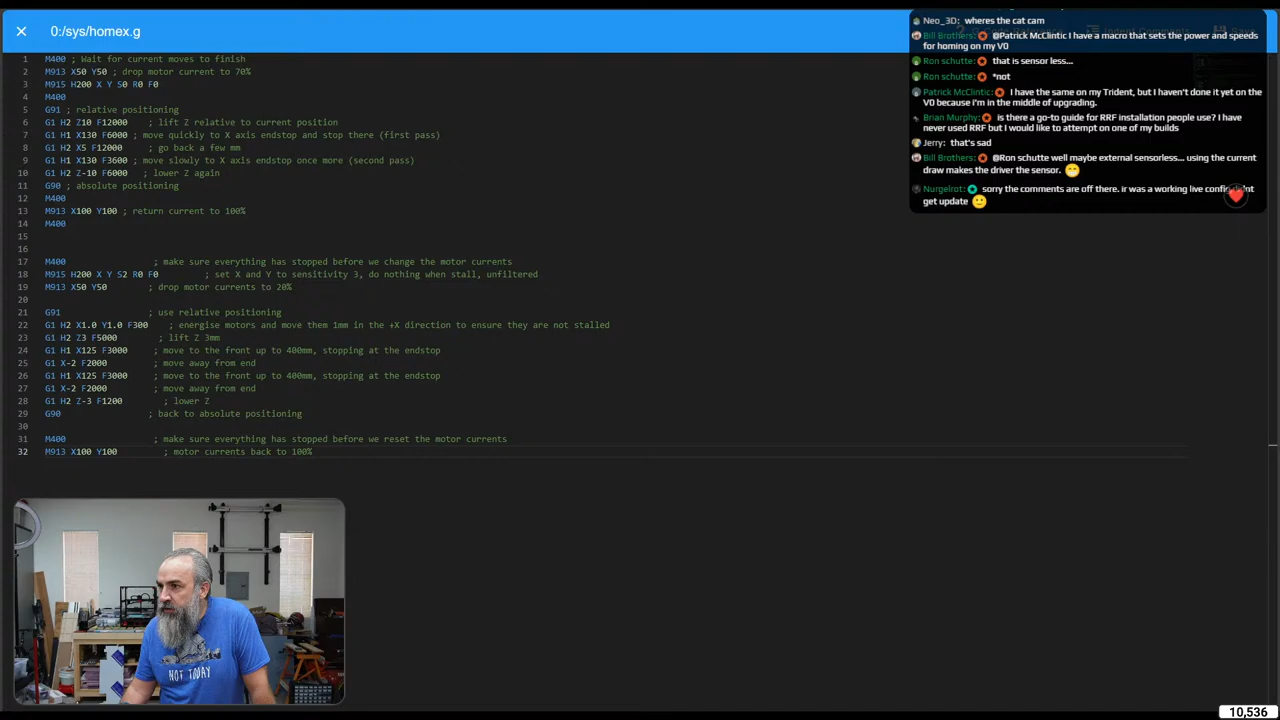 0:/sys/homex.g
1 M400 ; Wait for current moves to finish
2 M913 X50 Y50 ; drop motor current to 70%
3 M915 H200 X Y S0 R0 F0
4 M400
5 G91 ; relative positioning
6 G1 H2 Z10 F12000 ; lift Z relative to current position
7 G1 H1 X130 F6000 ; move quickly to X axis endstop and stop there (first pass)
8 G1 H2 X5 F12000 ; go back a few mm
9 G1 H1 X130 F3600 ; move slowly to X axis endstop once more (second pass)
10 G1 H2 Z-10 F6000 ; lower Z again
11 G90 ; absolute positioning
12 M400
13 M913 X100 Y100 ; return current to 100%
14 M400
15
16
17 M400 ; make sure everything has stopped before we change the motor currents
18 M915 H200 X Y S2 R0 F0 ; set X and Y to sensitivity 3, do nothing when stall, unfiltered
19 M913 X50 Y50 ; drop motor currents to 20%
20
21 G91 ; use relative positioning
22 G1 H2 X1.0 Y1.0 F300 ; energise motors and move them 1mm in the +X direction to ensure they are not stalled
23 G1 H2 Z3 F5000 ; lift Z 3mm
24 G1 H1 X125 F3000 ; move to the front up to 400mm, stopping at the endstop
25 G1 X-2 F2000 ; move away from end
26 G1 H1 X125 F3000 ; move to the front up to 400mm, stopping at the endstop
27 G1 X-2 F2000 ; move away from end
28 G1 H2 Z-3 F1200 ; lower Z
29 G90 ; back to absolute positioning
30
31 M400 ; make sure everything has stopped before we reset the motor currents
32 M913 X100 Y100 ; motor currents back to 100%
Neo_3D: wheres the cat cam
Bill Brothers: @Patrick McClintic I have a macro that sets the power and speeds
for homing on my V0
Ron schutte: that is sensor less...
Ron schutte: *not
Patrick McClintic: I have the same on my Trident, but I haven't done it yet on the
V0 because i'm in the middle of upgrading.
Brian Murphy: is there a go-to guide for RRF installation people use? I have
never used RRF but I would like to attempt on one of my builds
Jerry: that's sad
Bill Brothers: @Ron schutte well maybe external sensorless... using the current
draw makes the driver the sensor.
Nurgelrot: sorry the comments are off there. ir was a working live config
get update
NOT TODAY
10,536